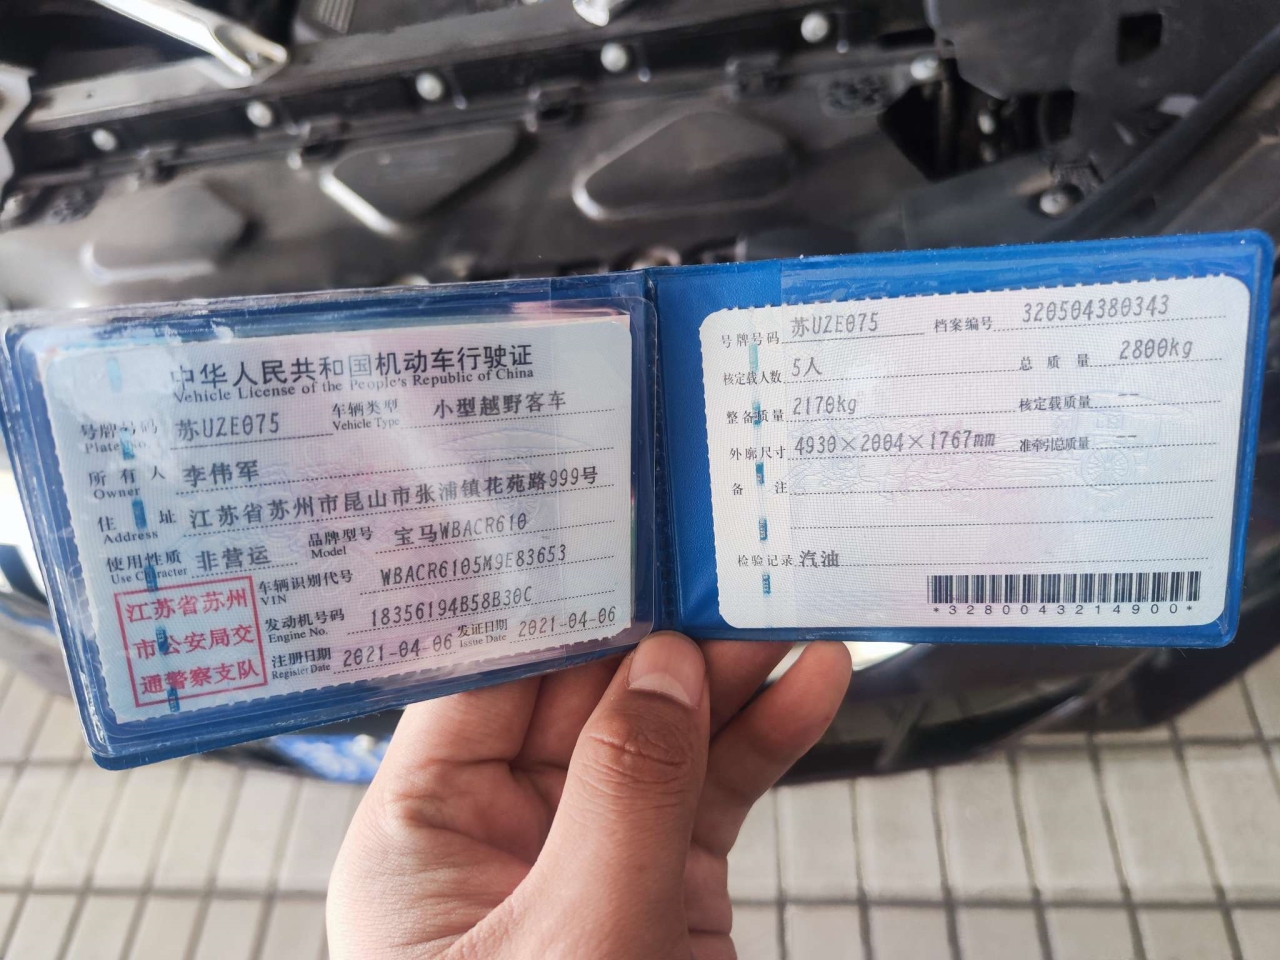 中华人民共和国机动车行驶证
Vehicle License of the People's Republic of China
号牌号码 苏UZE075 车辆类型 小型越野客车
Plate No. Vehicle Type
所有人 李伟军
Owner
住址 江苏省苏州市昆山市张浦镇花苑路999号
Address
使用性质 非营运 品牌型号 宝马WBACR610
Use Character Model
江苏省苏州
市公安局交
通警察支队
车辆识别代号 WBACR6105M9E83653
VIN
发动机号码 18356194B58B30C
Engine No.
注册日期 2021-04-06 发证日期 2021-04-06
Register Date Issue Date
号牌号码 苏UZE075 档案编号 320504380343
核定载人数 5人 总质量 2800kg
整备质量 2170kg 核定载质量 --
外廓尺寸 4930×2004×1767mm 准牵引总质量 --
备注
检验记录 汽油
*3280043214900*